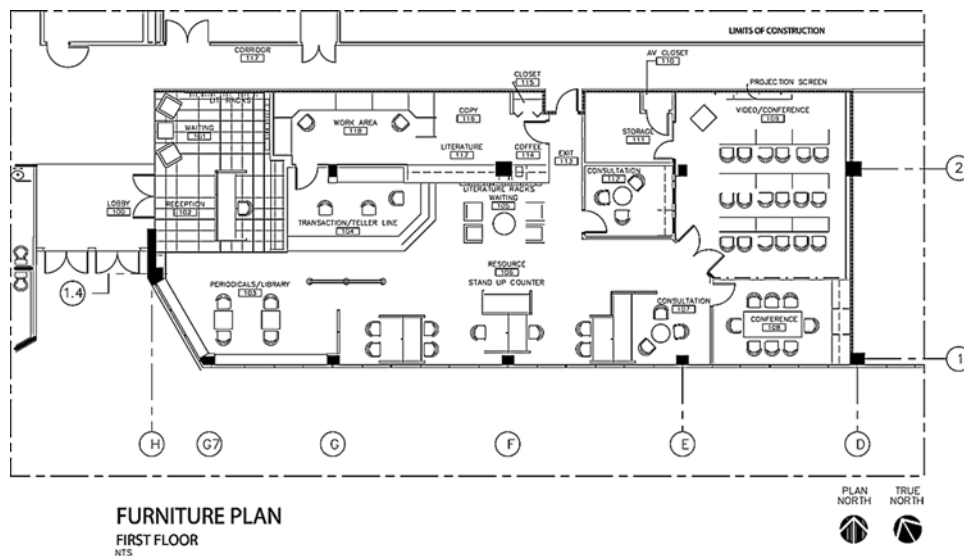 LIMITS OF CONSTRUCTION
CORRIDOR
117
AV CLOSET
110
CLOSET
115
PROJECTION SCREEN
LIT RACKS
VIDEO/CONFERENCE
109
COPY
116
WORK AREA
118
WAITING
101
STORAGE
111
LITERATURE
117
COFFEE
114
EXIT
113
2
CONSULTATION
112
LITERATURE RACKS
WAITING
105
LOBBY
100
RECEPTION
102
TRANSACTION/TELLER LINE
104
RESOURCE
106
STAND UP COUNTER
1.4
PERIODICALS/LIBRARY
103
CONSULTATION
107
CONFERENCE
108
1
H
G7
G
F
E
D
PLAN
NORTH
TRUE
NORTH
FURNITURE PLAN
FIRST FLOOR
NTS